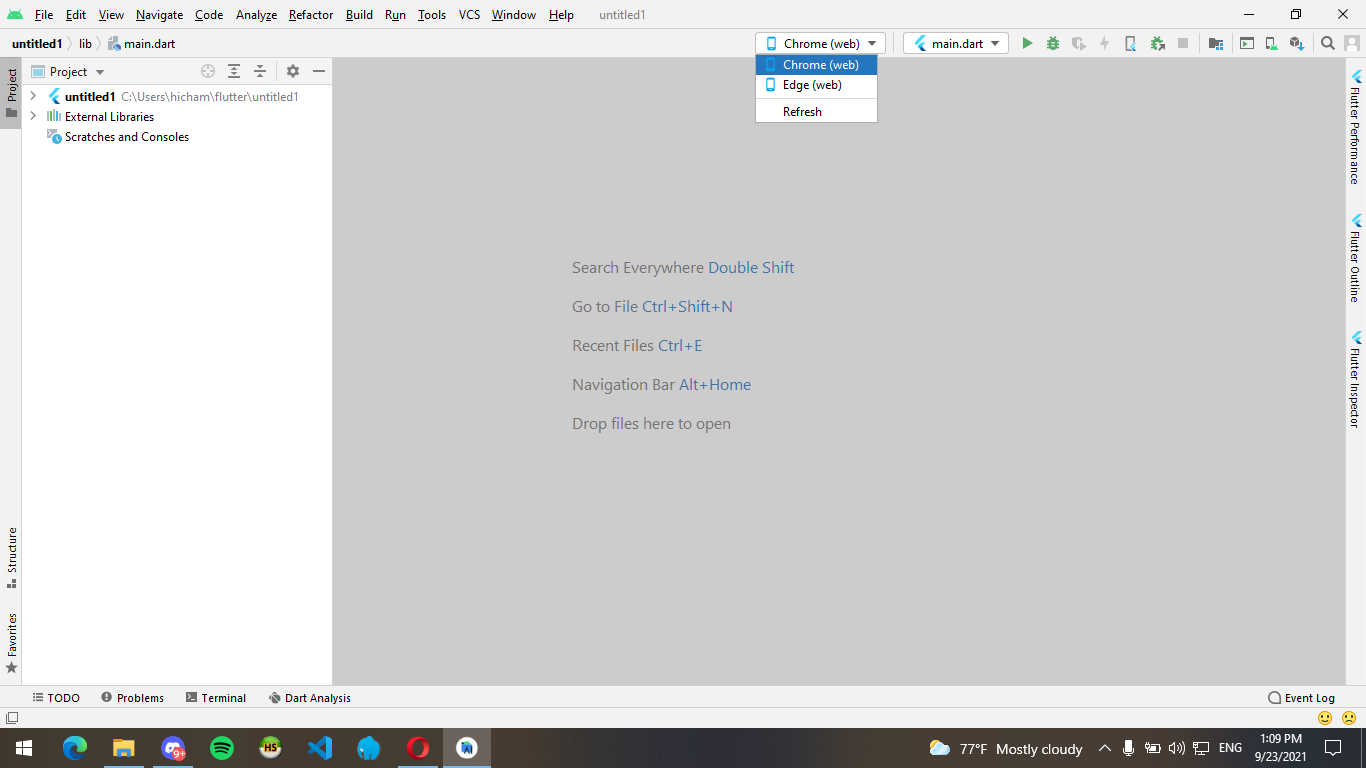 File Edit View Navigate Code Analyze Refactor Build Run Tools VCS Window Help untitled1
untitled1 lib main.dart Chrome (web) main.dart
Chrome (web)
Edge (web)
Refresh
Project
Project
untitled1 C:\Users\hicham\flutter\untitled1
External Libraries
Scratches and Consoles
Search Everywhere Double Shift
Go to File Ctrl+Shift+N
Recent Files Ctrl+E
Navigation Bar Alt+Home
Drop files here to open
Flutter Performance
Flutter Outline
Flutter Inspector
Structure
Favorites
TODO Problems Terminal Dart Analysis Event Log
9+
HS
77°F Mostly cloudy ENG
1:09 PM
9/23/2021